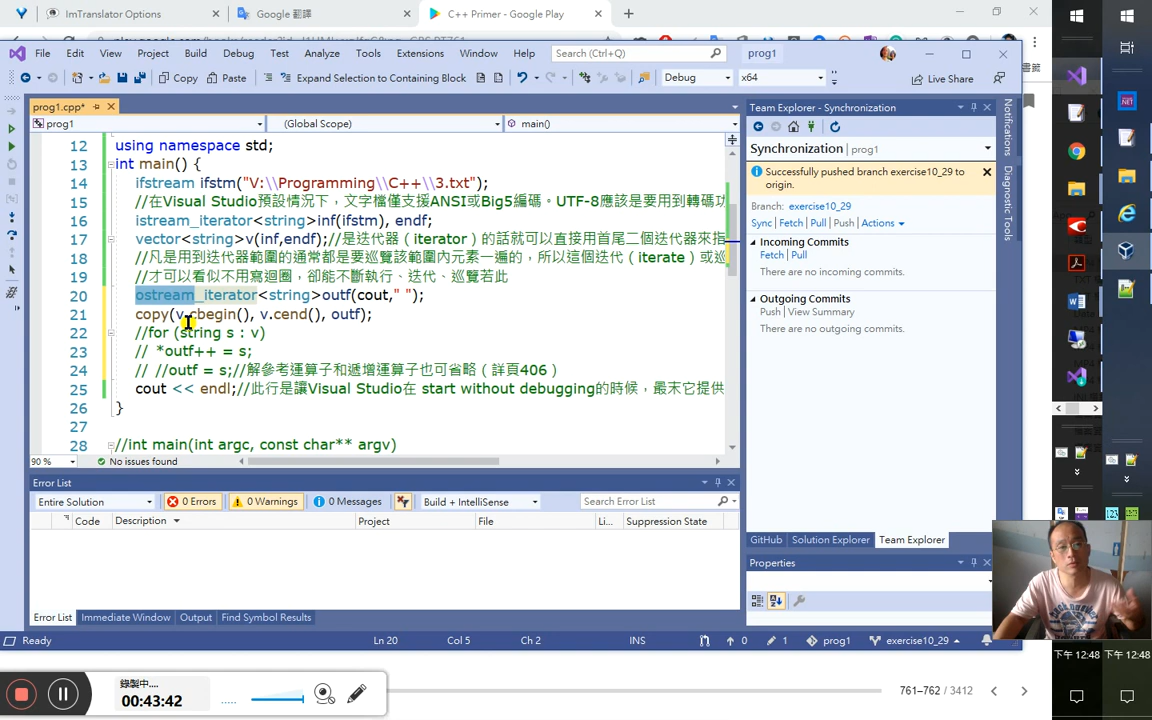 ImTranslator Options
Google 翻譯
C++ Primer - Google Play
File Edit View Project Build Debug Test Analyze Tools Extensions Window Help Search (Ctrl+Q) prog1
Copy Paste Expand Selection to Containing Block Debug x64 Live Share
prog1.cpp*
prog1 (Global Scope) main()
12 using namespace std;
13 int main() {
14 ifstream ifstm("V:\\Programming\\C++\\3.txt");
15 //在Visual Studio預設情況下，文字檔僅支援ANSI或Big5編碼。UTF-8應該是要用到轉碼功
16 istream_iterator<string>inf(ifstm), endf;
17 vector<string>v(inf,endf);//是迭代器（iterator）的話就可以直接用首尾二個迭代器來指
18 //凡是用到迭代器範圍的通常都是要巡覽該範圍內元素一遍的，所以這個迭代（iterate）或巡
19 //才可以看似不用寫迴圈，卻能不斷執行、迭代、巡覽若此
20 ostream_iterator<string>outf(cout," ");
21 copy(v.cbegin(), v.cend(), outf);
22 //for (string s : v)
23 // *outf++ = s;
24 // //outf = s;//解參考運算子和遞增運算子也可省略（詳頁406）
25 cout << endl;//此行是讓Visual Studio在 start without debugging的時候，最末它提供
26 }
27
28 //int main(int argc, const char** argv)
90 % No issues found
Error List
Entire Solution 0 Errors 0 Warnings 0 Messages Build + IntelliSense Search Error List
Code Description Project File Li... Suppression State
Error List Immediate Window Output Find Symbol Results
Ready Ln 20 Col 5 Ch 2 INS 0 1 prog1 exercise10_29
Team Explorer - Synchronization
Synchronization prog1
Successfully pushed branch exercise10_29 to
origin.
Branch: exercise10_29
Sync Fetch Pull Push Actions
Incoming Commits
Fetch Pull
There are no incoming commits.
Outgoing Commits
Push View Summary
There are no outgoing commits.
GitHub Solution Explorer Team Explorer
Properties
Notifications
Diagnostic Tools
錄製中....
00:43:42
761–762 / 3412
下午 12:48 下午 12:48